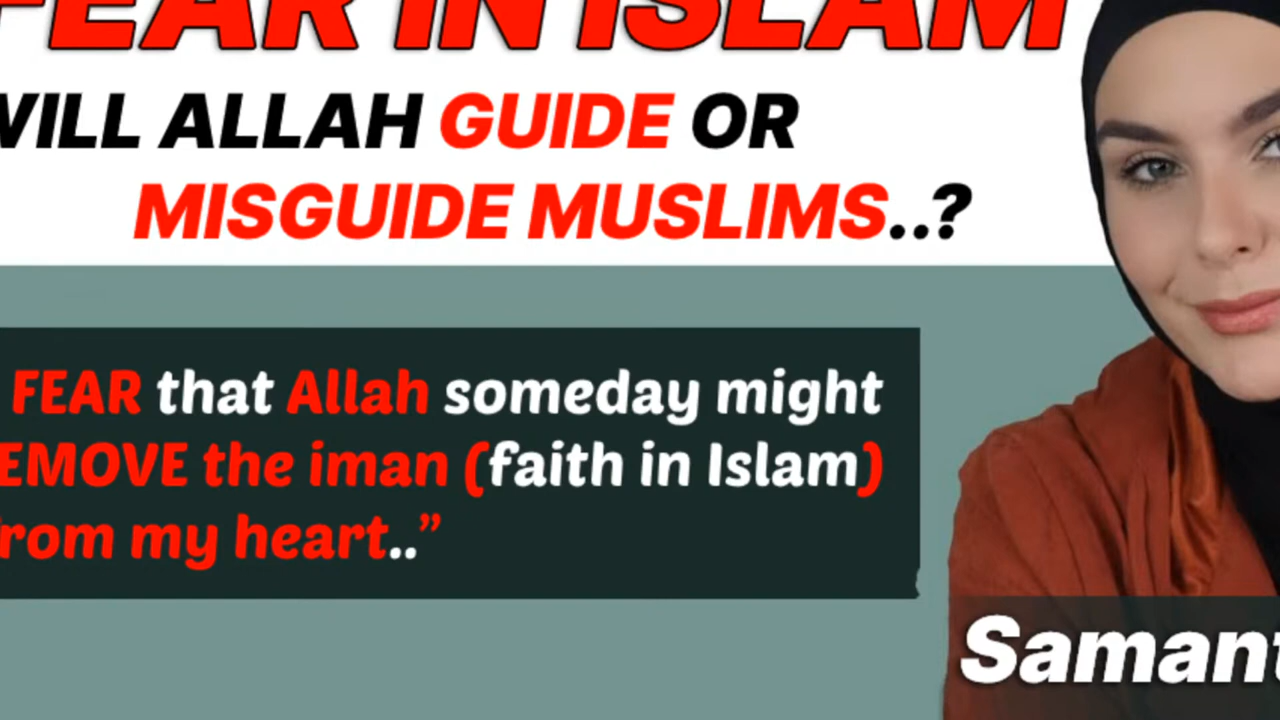 FEAR IN ISLAM
WILL ALLAH GUIDE OR
MISGUIDE MUSLIMS..?
FEAR that Allah someday might
EMOVE the iman (faith in Islam)
from my heart..”
Samant